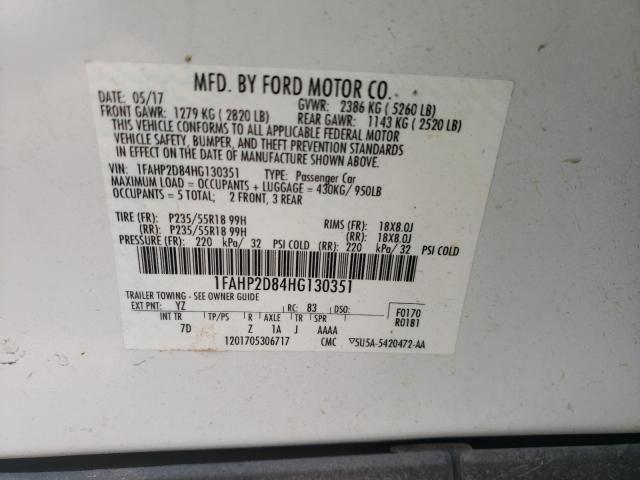 MFD. BY FORD MOTOR CO.
DATE: 05/17 GVWR: 2386 KG ( 5260 LB)
FRONT GAWR: 1279 KG ( 2820 LB) REAR GAWR: 1143 KG ( 2520 LB)
THIS VEHICLE CONFORMS TO ALL APPLICABLE FEDERAL MOTOR
VEHICLE SAFETY, BUMPER, AND THEFT PREVENTION STANDARDS
IN EFFECT ON THE DATE OF MANUFACTURE SHOWN ABOVE.
VIN: 1FAHP2D84HG130351 TYPE: Passenger Car
MAXIMUM LOAD = OCCUPANTS + LUGGAGE = 430KG/ 950LB
OCCUPANTS = 5 TOTAL; 2 FRONT, 3 REAR
TIRE (FR): P235/55R18 99H RIMS (FR): 18X8.0J
(RR): P235/55R18 99H (RR): 18X8.0J
PRESSURE (FR): 220 kPa/ 32 PSI COLD (RR): 220 kPa/ 32 PSI COLD
1FAHP2D84HG130351
TRAILER TOWING - SEE OWNER GUIDE
EXT PNT: YZ RC: 83 DSO: F0170
INT TR TP/PS R AXLE TR SPR R0181
7D Z 1A J AAAA
1201705306717 CMC ▽5U5A-5420472-AA